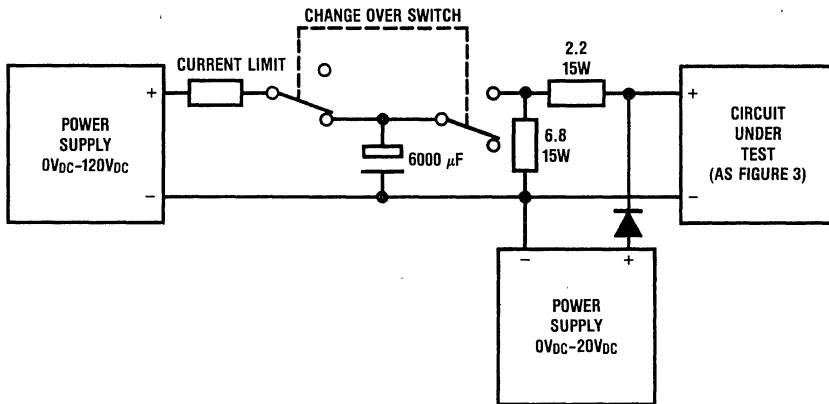 CHANGE OVER SWITCH
CURRENT LIMIT
+
POWER
SUPPLY
0VDC–120VDC
−
6000 µF
2.2
15W
6.8
15W
+
CIRCUIT
UNDER
TEST
(AS FIGURE 3)
−
− +
POWER
SUPPLY
0VDC–20VDC